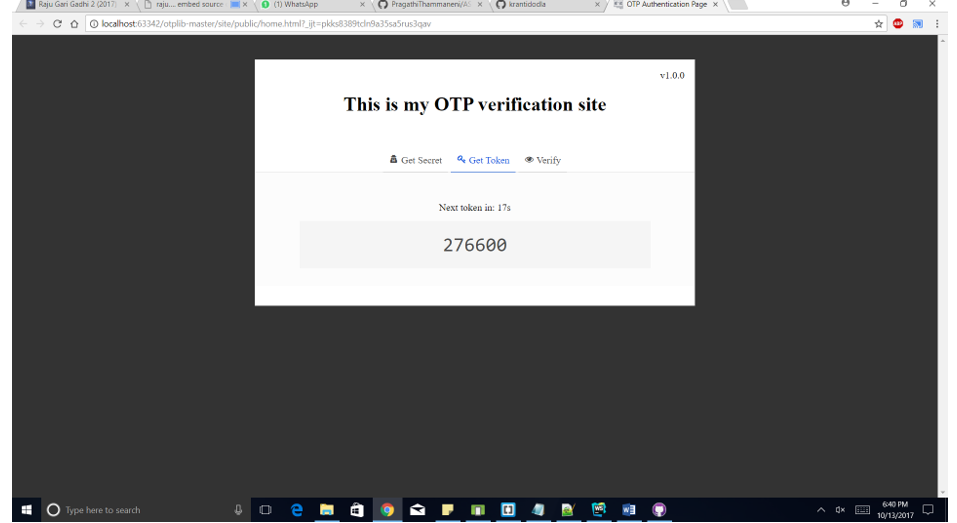 Raju Gari Gadhi 2 (2017)
raju.... embed source
(1) WhatsApp
PragathiThammaneni/AS
krantidodla
OTP Authentication Page
localhost:63342/otplib-master/site/public/home.html?_ijt=pkks8389tcln9a35sa5rus3qav
ABP
v1.0.0
This is my OTP verification site
Get Secret
Get Token
Verify
Next token in: 17s
276600
Type here to search
6:40 PM
10/13/2017